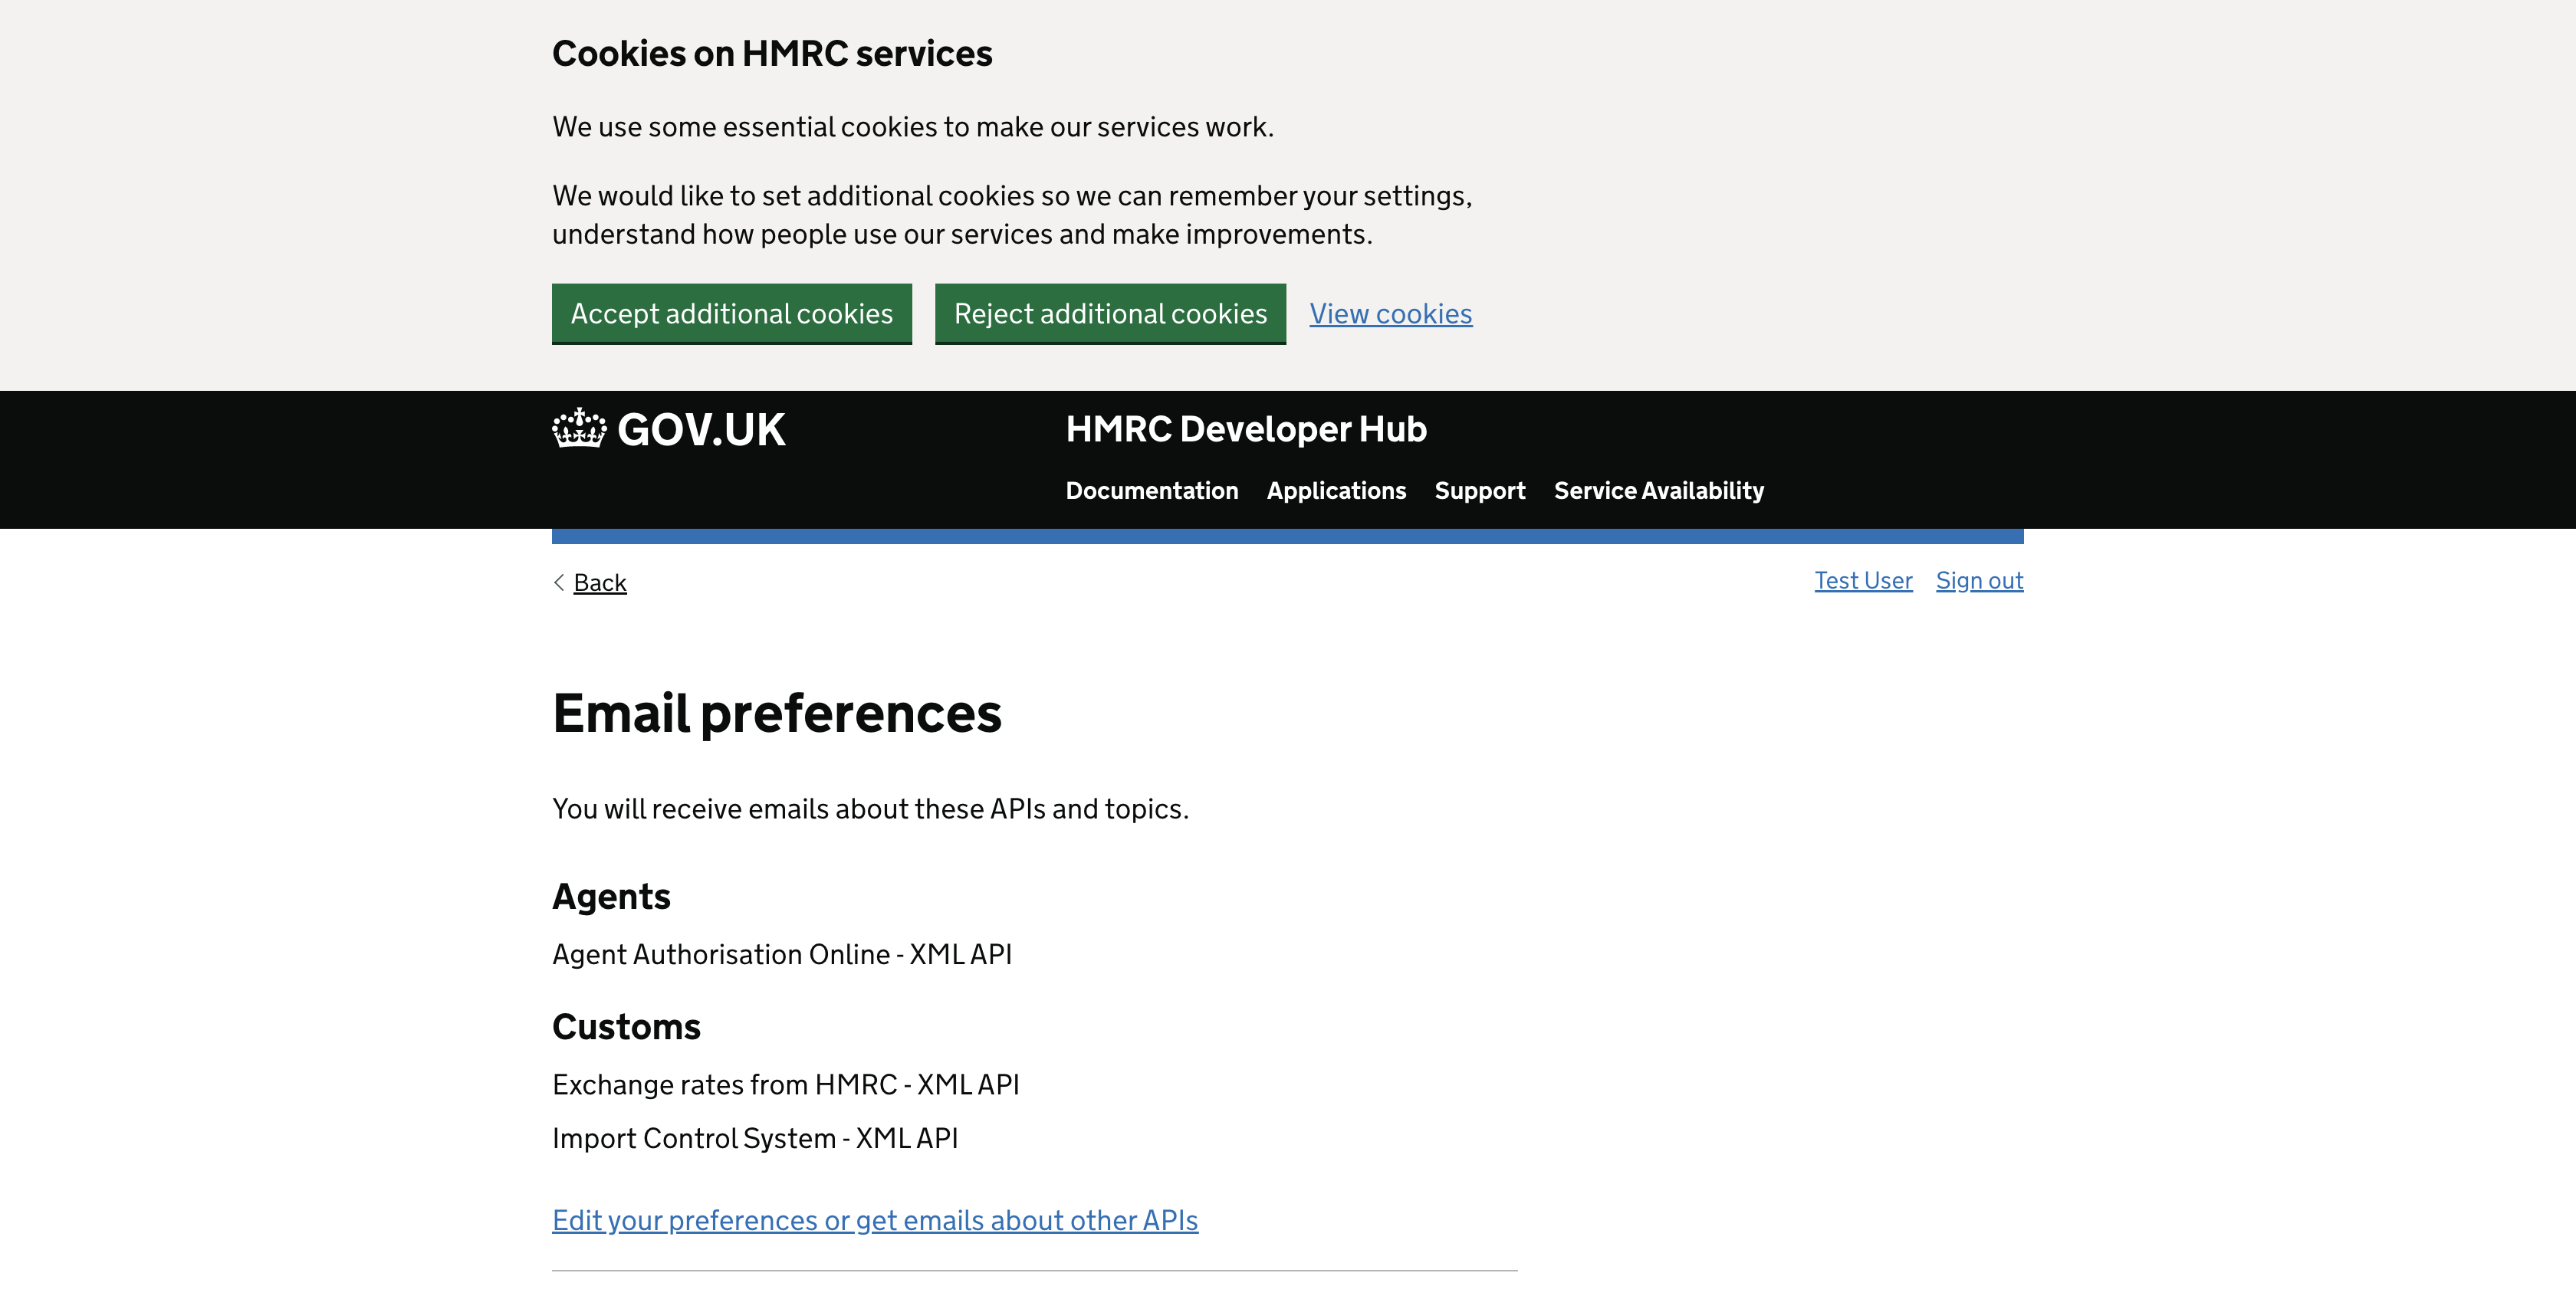 Cookies on HMRC services
We use some essential cookies to make our services work.
We would like to set additional cookies so we can remember your settings,
understand how people use our services and make improvements.
Accept additional cookies Reject additional cookies View cookies
GOV.UK HMRC Developer Hub
Documentation Applications Support Service Availability
Back Test User Sign out
Email preferences
You will receive emails about these APIs and topics.
Agents
Agent Authorisation Online - XML API
Customs
Exchange rates from HMRC - XML API
Import Control System - XML API
Edit your preferences or get emails about other APIs